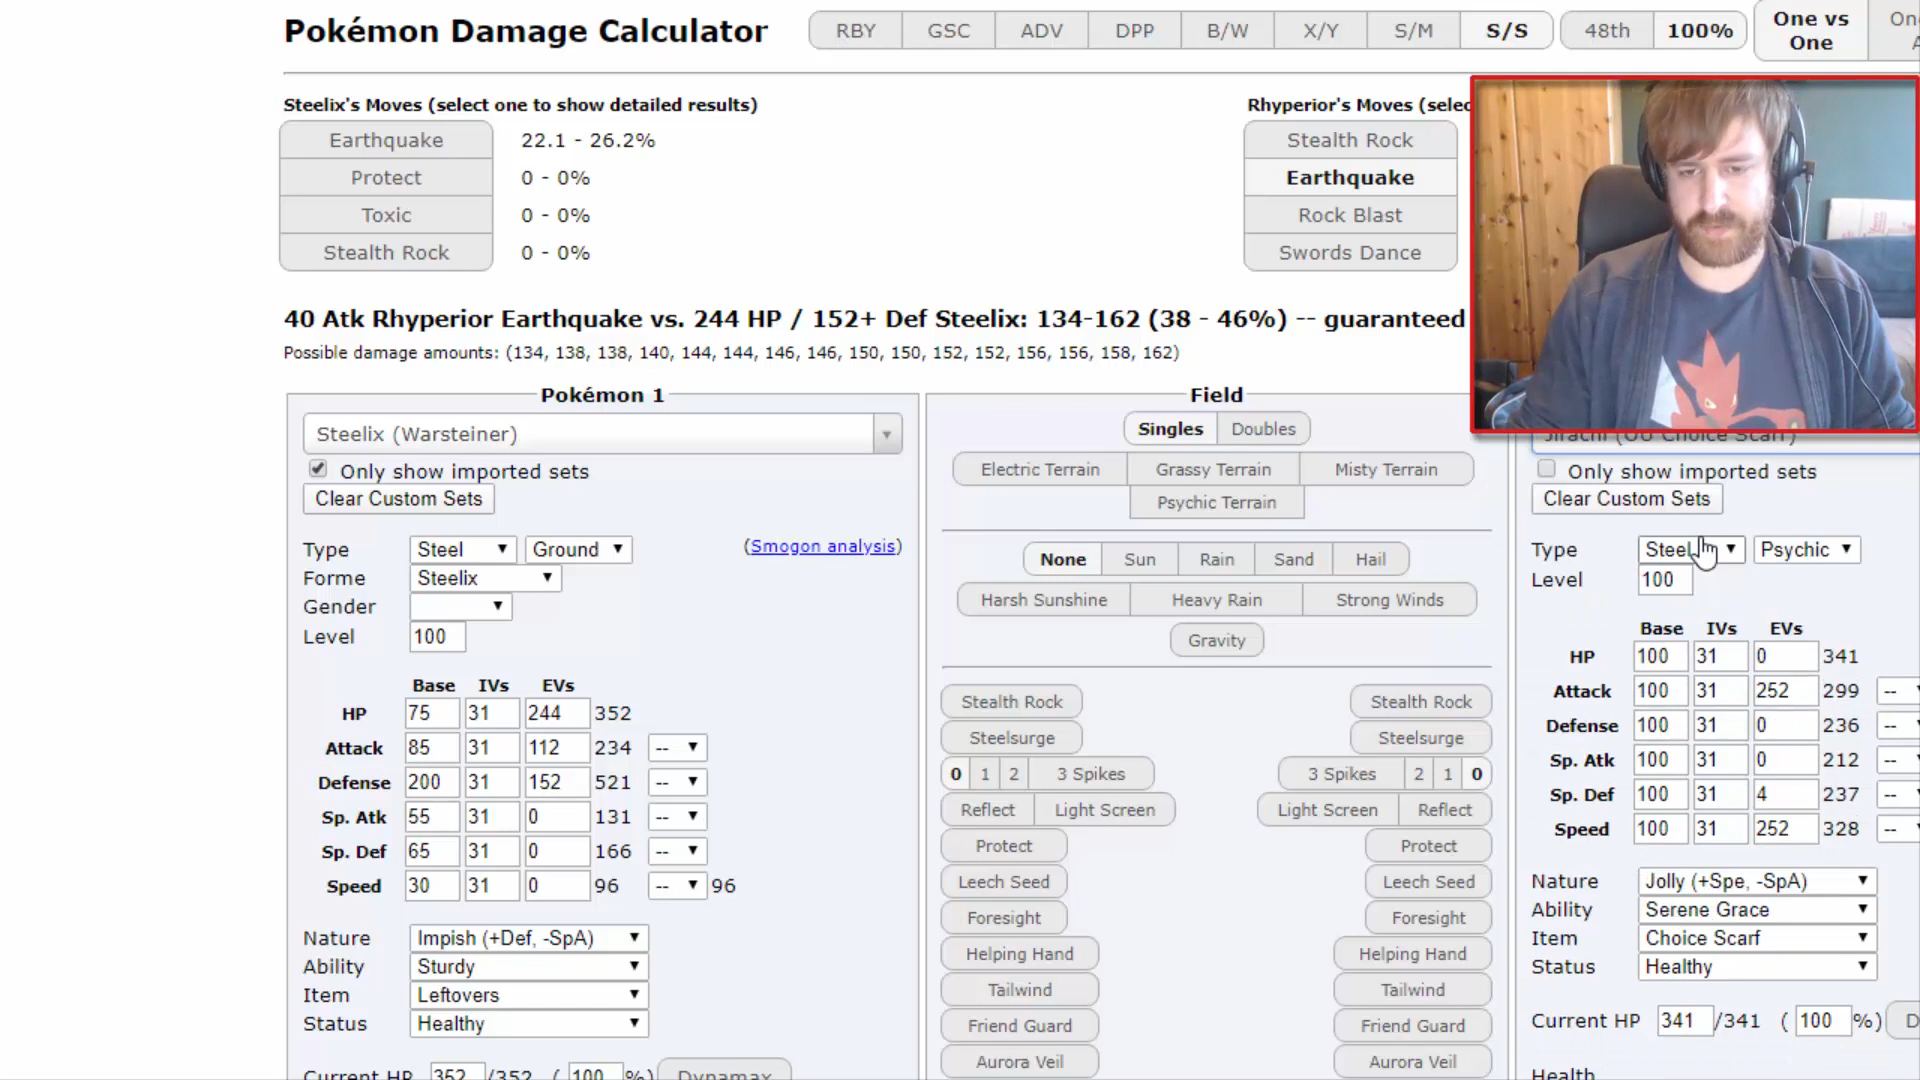 Pokémon Damage Calculator
RBY GSC ADV DPP B/W X/Y S/M S/S 48th 100% One vs One
Steelix's Moves (select one to show detailed results)
Earthquake 22.1 - 26.2%
Protect 0 - 0%
Toxic 0 - 0%
Stealth Rock 0 - 0%
Rhyperior's Moves (selec
Stealth Rock
Earthquake
Rock Blast
Swords Dance
40 Atk Rhyperior Earthquake vs. 244 HP / 152+ Def Steelix: 134-162 (38 - 46%) -- guaranteed
Possible damage amounts: (134, 138, 138, 140, 144, 144, 146, 146, 150, 150, 152, 152, 156, 156, 158, 162)
Pokémon 1
Steelix (Warsteiner)
Only show imported sets
Clear Custom Sets
Type Steel Ground (Smogon analysis)
Forme Steelix
Gender
Level 100
Base IVs EVs
HP 75 31 244 352
Attack 85 31 112 234 --
Defense 200 31 152 521 --
Sp. Atk 55 31 0 131 --
Sp. Def 65 31 0 166 --
Speed 30 31 0 96 -- 96
Nature Impish (+Def, -SpA)
Ability Sturdy
Item Leftovers
Status Healthy
Current HP 352 /352 ( 100 %) Dynamax
Field
Singles Doubles
Electric Terrain Grassy Terrain Misty Terrain
Psychic Terrain
None Sun Rain Sand Hail
Harsh Sunshine Heavy Rain Strong Winds
Gravity
Stealth Rock Stealth Rock
Steelsurge Steelsurge
0 1 2 3 Spikes 3 Spikes 2 1 0
Reflect Light Screen Light Screen Reflect
Protect Protect
Leech Seed Leech Seed
Foresight Foresight
Helping Hand Helping Hand
Tailwind Tailwind
Friend Guard Friend Guard
Aurora Veil Aurora Veil
Jirachi (OU Choice Scarf)
Only show imported sets
Clear Custom Sets
Type Steel Psychic
Level 100
Base IVs EVs
HP 100 31 0 341
Attack 100 31 252 299 --
Defense 100 31 0 236 --
Sp. Atk 100 31 0 212 --
Sp. Def 100 31 4 237 --
Speed 100 31 252 328 --
Nature Jolly (+Spe, -SpA)
Ability Serene Grace
Item Choice Scarf
Status Healthy
Current HP 341 /341 ( 100 %) D
Health